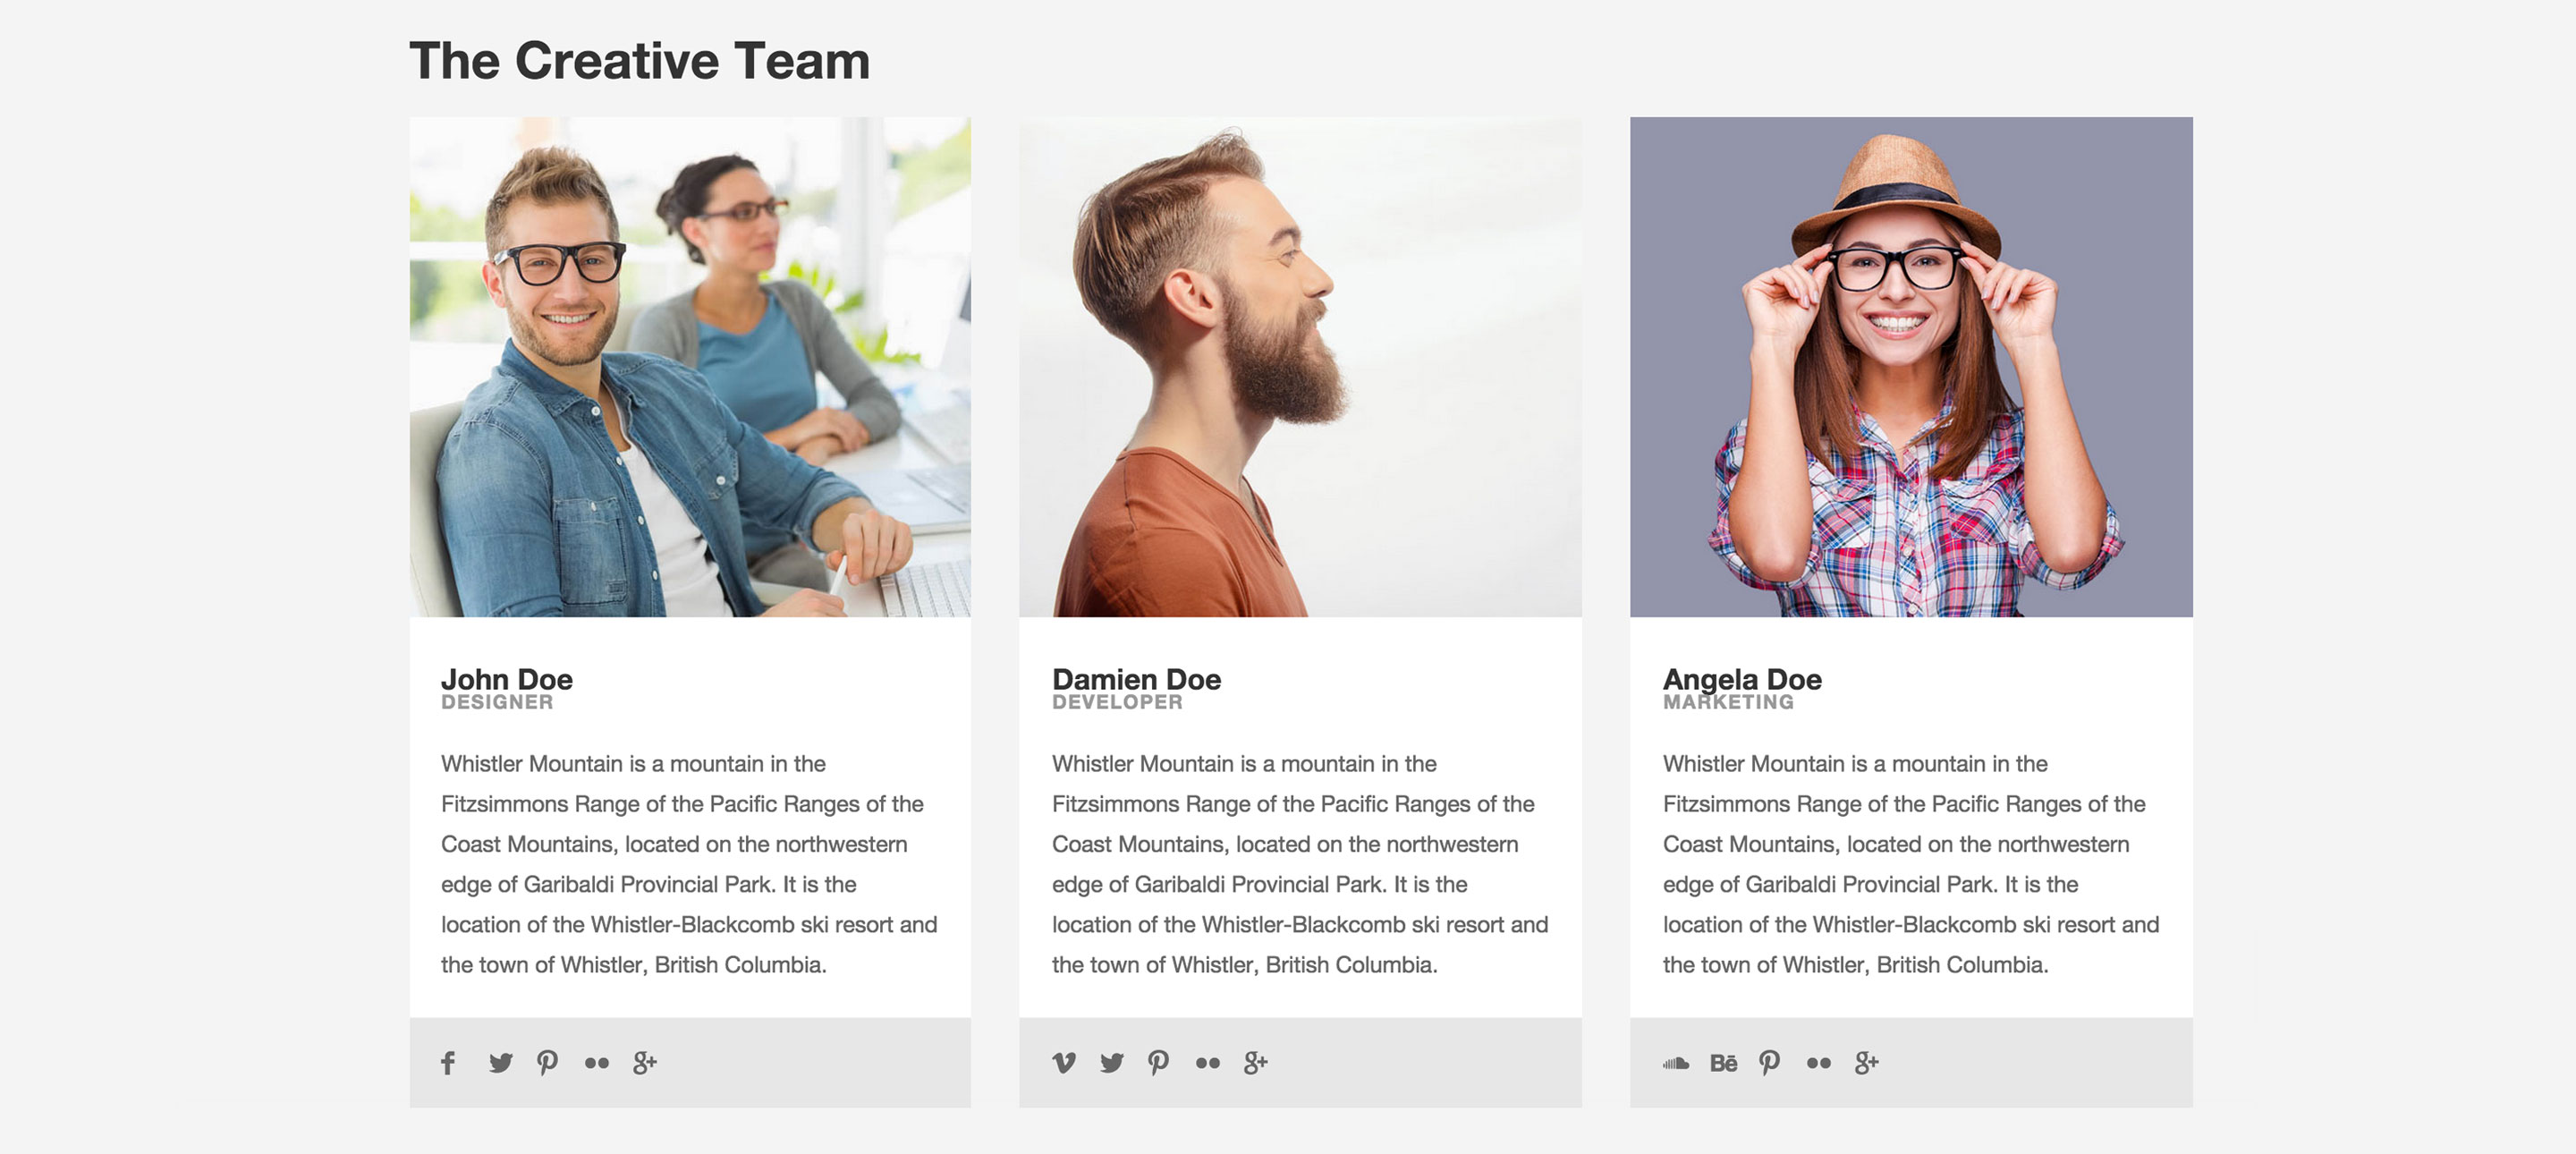 The Creative Team
John Doe
DESIGNER
Whistler Mountain is a mountain in the
Fitzsimmons Range of the Pacific Ranges of the
Coast Mountains, located on the northwestern
edge of Garibaldi Provincial Park. It is the
location of the Whistler-Blackcomb ski resort and
the town of Whistler, British Columbia.
Damien Doe
DEVELOPER
Whistler Mountain is a mountain in the
Fitzsimmons Range of the Pacific Ranges of the
Coast Mountains, located on the northwestern
edge of Garibaldi Provincial Park. It is the
location of the Whistler-Blackcomb ski resort and
the town of Whistler, British Columbia.
Angela Doe
MARKETING
Whistler Mountain is a mountain in the
Fitzsimmons Range of the Pacific Ranges of the
Coast Mountains, located on the northwestern
edge of Garibaldi Provincial Park. It is the
location of the Whistler-Blackcomb ski resort and
the town of Whistler, British Columbia.
f g+
g+
Bē g+